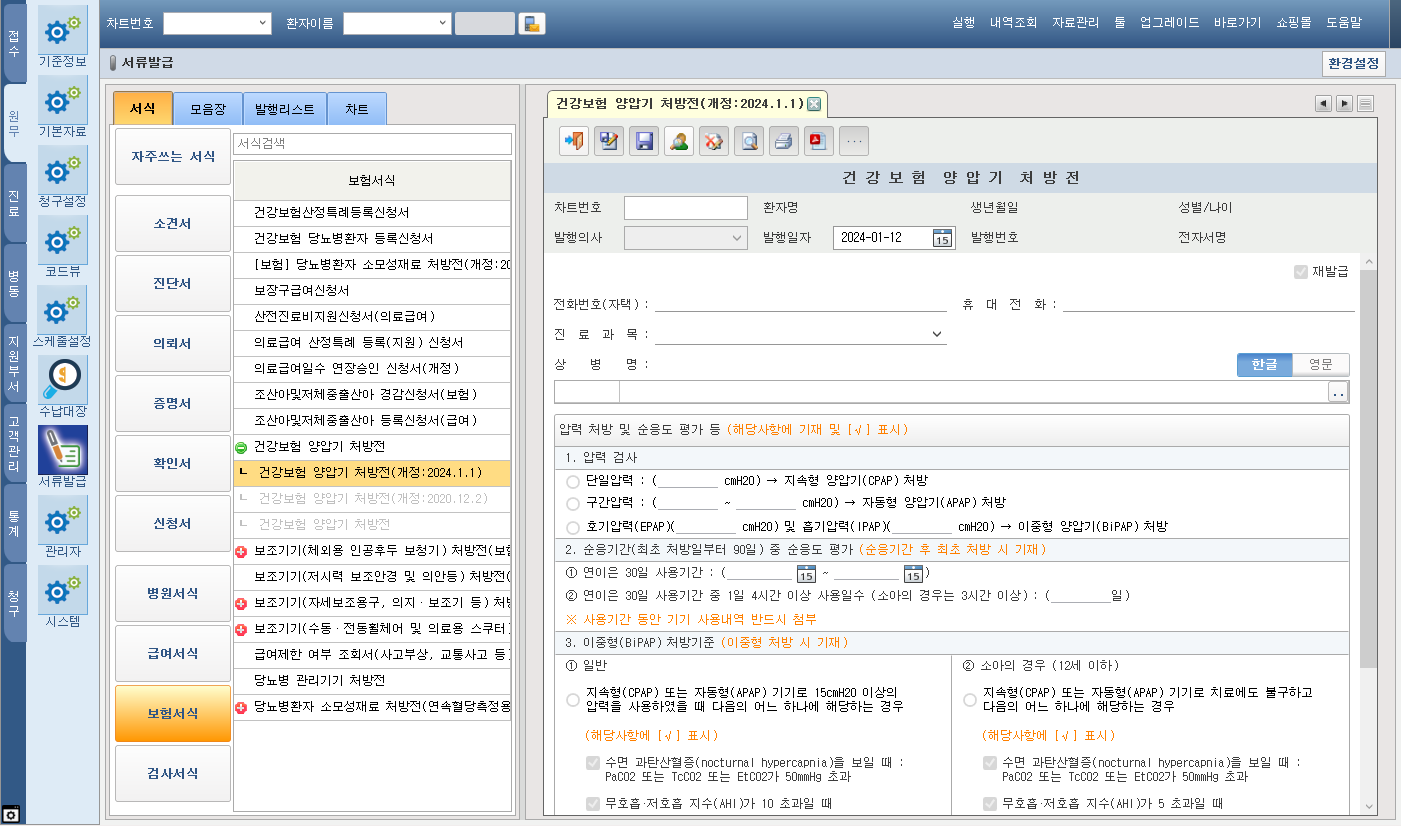 차트번호 환자이름 실행 내역조회 자료관리 툴 업그레이드 바로가기 쇼핑몰 도움말
접수
원무
진료
병동
지원부서
고객관리
통계
청구
기준정보
기본자료
청구설정
코드뷰
스케줄설정
수납대장
서류발급
관리자
시스템
서류발급 환경설정
서식 모음장 발행리스트 차트
자주쓰는 서식
소견서
진단서
의뢰서
증명서
확인서
신청서
병원서식
급여서식
보험서식
검사서식
서식검색
보험서식
건강보험산정특례등록신청서
건강보험 당뇨병환자 등록신청서
[보험] 당뇨병환자 소모성재료 처방전(개정:20
보장구급여신청서
산전진료비지원신청서(의료급여)
의료급여 산정특례 등록(지원) 신청서
의료급여일수 연장승인 신청서(개정)
조산아및저체중출산아 경감신청서(보험)
조산아및저체중출산아 등록신청서(급여)
건강보험 양압기 처방전
건강보험 양압기 처방전(개정:2024.1.1)
건강보험 양압기 처방전(개정:2020.12.2)
건강보험 양압기 처방전
보조기기(체외용 인공후두 보청기) 처방전(보험
보조기기(저시력 보조안경 및 의안등) 처방전(
보조기기(자세보조용구, 의지·보조기 등) 처방
보조기기(수동·전동휠체어 및 의료용 스쿠터)
급여제한 여부 조회서(사고부상, 교통사고 등)
당뇨병 관리기기 처방전
당뇨병환자 소모성재료 처방전(연속혈당측정용
건강보험 양압기 처방전(개정:2024.1.1)
...
건강보험 양압기 처방전
차트번호 환자명 생년월일 성별/나이
발행의사 발행일자 2024-01-12 15 발행번호 전자서명
재발급
전화번호(자택) : 휴 대 전 화 :
진 료 과 목 :
상 병 명 : 한글 영문
..
압력 처방 및 순응도 평가 등 (해당사항에 기재 및 [√] 표시)
1. 압력 검사
단일압력 : (________ cmH2O) → 지속형 양압기(CPAP) 처방
구간압력 : (________ ~ ________ cmH2O) → 자동형 양압기(APAP) 처방
호기압력(EPAP)(________ cmH2O) 및 흡기압력(IPAP)(________ cmH2O) → 이중형 양압기(BiPAP) 처방
2. 순응기간(최초 처방일부터 90일) 중 순응도 평가 (순응기간 후 최초 처방 시 기재)
① 연이은 30일 사용기간 : (________ 15 ~ ________ 15)
② 연이은 30일 사용기간 중 1일 4시간 이상 사용일수 (소아의 경우는 3시간 이상) : (________일)
※ 사용기간 동안 기기 사용내역 반드시 첨부
3. 이중형(BiPAP) 처방기준 (이중형 처방 시 기재)
① 일반
지속형(CPAP) 또는 자동형(APAP) 기기로 15cmH2O 이상의
압력을 사용하였을 때 다음의 어느 하나에 해당하는 경우
(해당사항에 [√] 표시)
수면 과탄산혈증(nocturnal hypercapnia)을 보일 때 :
PaCO2 또는 TcCO2 또는 EtCO2가 50mmHg 초과
무호흡·저호흡 지수(AHI)가 10 초과일 때
② 소아의 경우 (12세 이하)
지속형(CPAP) 또는 자동형(APAP) 기기로 치료에도 불구하고
다음의 어느 하나에 해당하는 경우
(해당사항에 [√] 표시)
수면 과탄산혈증(nocturnal hypercapnia)을 보일 때 :
PaCO2 또는 TcCO2 또는 EtCO2가 50mmHg 초과
무호흡·저호흡 지수(AHI)가 5 초과일 때